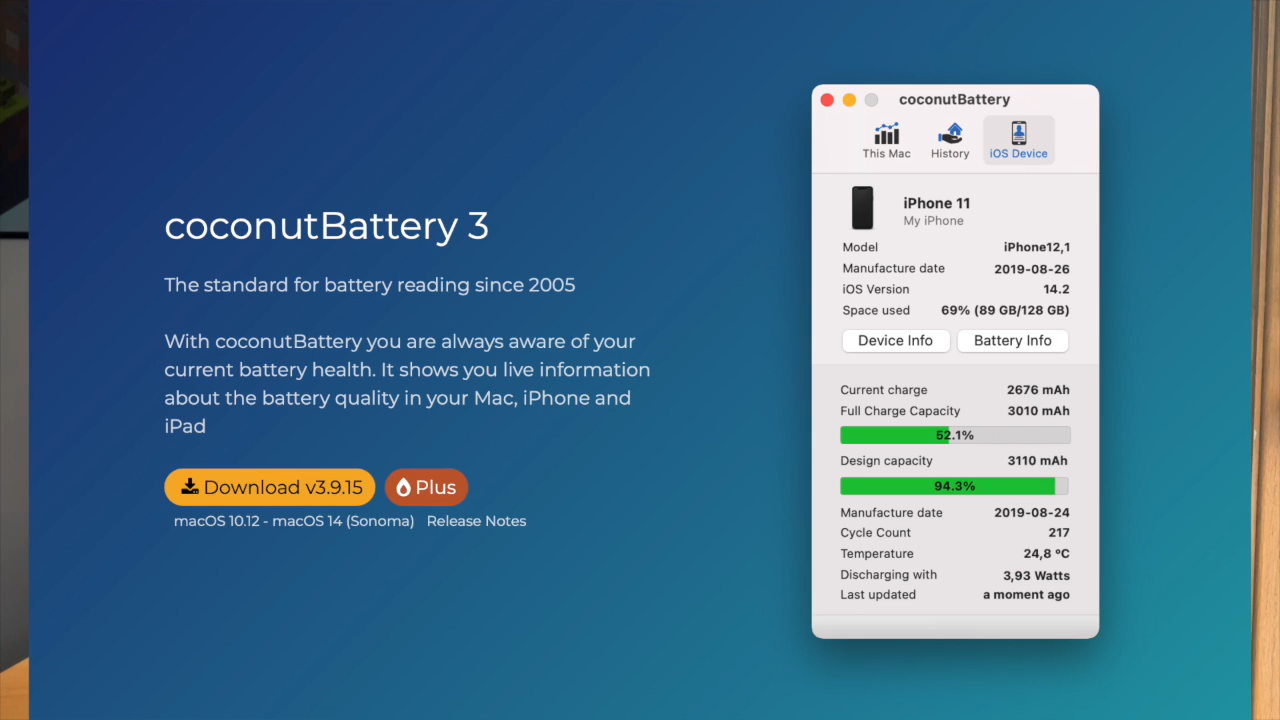 coconutBattery 3
The standard for battery reading since 2005
With coconutBattery you are always aware of your
current battery health. It shows you live information
about the battery quality in your Mac, iPhone and
iPad
Download v3.9.15 Plus
macOS 10.12 - macOS 14 (Sonoma) Release Notes
coconutBattery
This Mac History iOS Device
iPhone 11
My iPhone
Model iPhone12,1
Manufacture date 2019-08-26
iOS Version 14.2
Space used 69% (89 GB/128 GB)
Device Info Battery Info
Current charge 2676 mAh
Full Charge Capacity 3010 mAh
52.1%
Design capacity 3110 mAh
94.3%
Manufacture date 2019-08-24
Cycle Count 217
Temperature 24,8 ºC
Discharging with 3,93 Watts
Last updated a moment ago